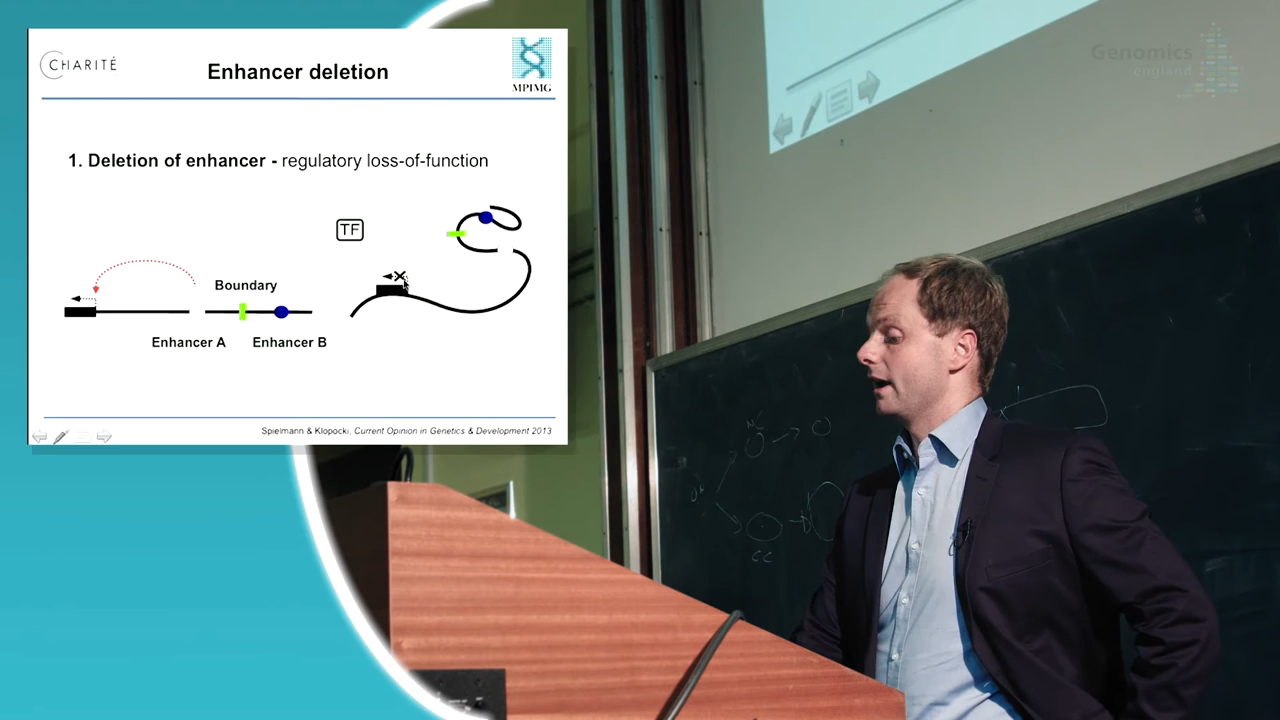 CHARITÉ
Enhancer deletion
MPIMG
1. Deletion of enhancer - regulatory loss-of-function
TF
Boundary
Enhancer A
Enhancer B
Spielmann & Klopocki, Current Opinion in Genetics & Development 2013
Genomics
england
CC